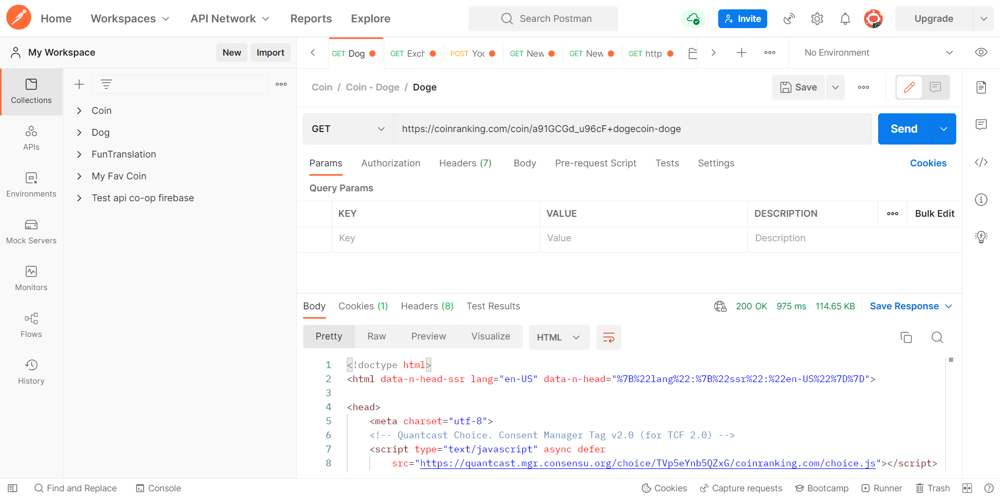 Home Workspaces API Network Reports Explore Search Postman Invite Upgrade
My Workspace New Import
GET Dog GET Exch POST Yoc GET New GET New GET http No Environment
Collections
APIs
Environments
Mock Servers
Monitors
Flows
History
Coin
Dog
FunTranslation
My Fav Coin
Test api co-op firebase
Coin / Coin - Doge / Doge Save
GET https://coinranking.com/coin/a91GCGd_u96cF+dogecoin-doge Send
Params Authorization Headers (7) Body Pre-request Script Tests Settings Cookies
Query Params
KEY VALUE DESCRIPTION Bulk Edit
Key Value Description
Body Cookies (1) Headers (8) Test Results 200 OK 975 ms 114.65 KB Save Response
Pretty Raw Preview Visualize HTML
1 <!doctype html>
2 <html data-n-head-ssr lang="en-US" data-n-head="%7B%22lang%22:%7B%22ssr%22:%22en-US%22%7D%7D">
3
4 <head>
5 <meta charset="utf-8">
6 <!-- Quantcast Choice. Consent Manager Tag v2.0 (for TCF 2.0) -->
7 <script type="text/javascript" async defer
8 src="https://quantcast.mgr.consensu.org/choice/TVp5eYnb5QZxG/coinranking.com/choice.js"></script>
Find and Replace Console Cookies Capture requests Bootcamp Runner Trash